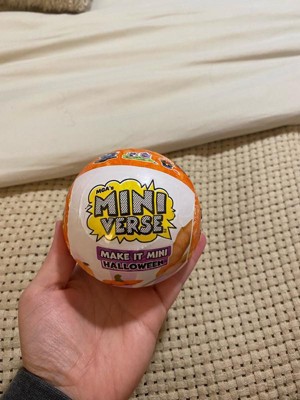 MGA's
MINI
VERSE
MAKE IT MINI
HALLOWEEN!